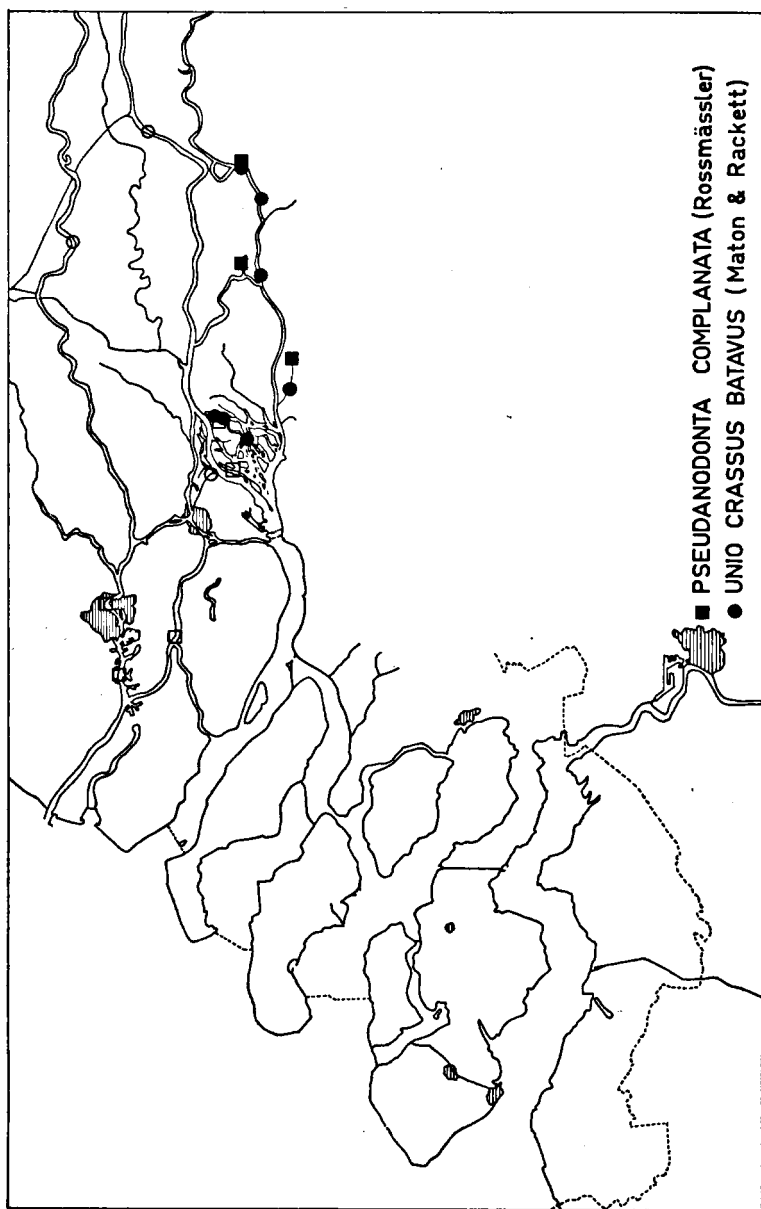 PSEUDANODONTA COMPLANATA (Rossmässler)
UNIO CRASSUS BATAVUS (Maton & Rackett)